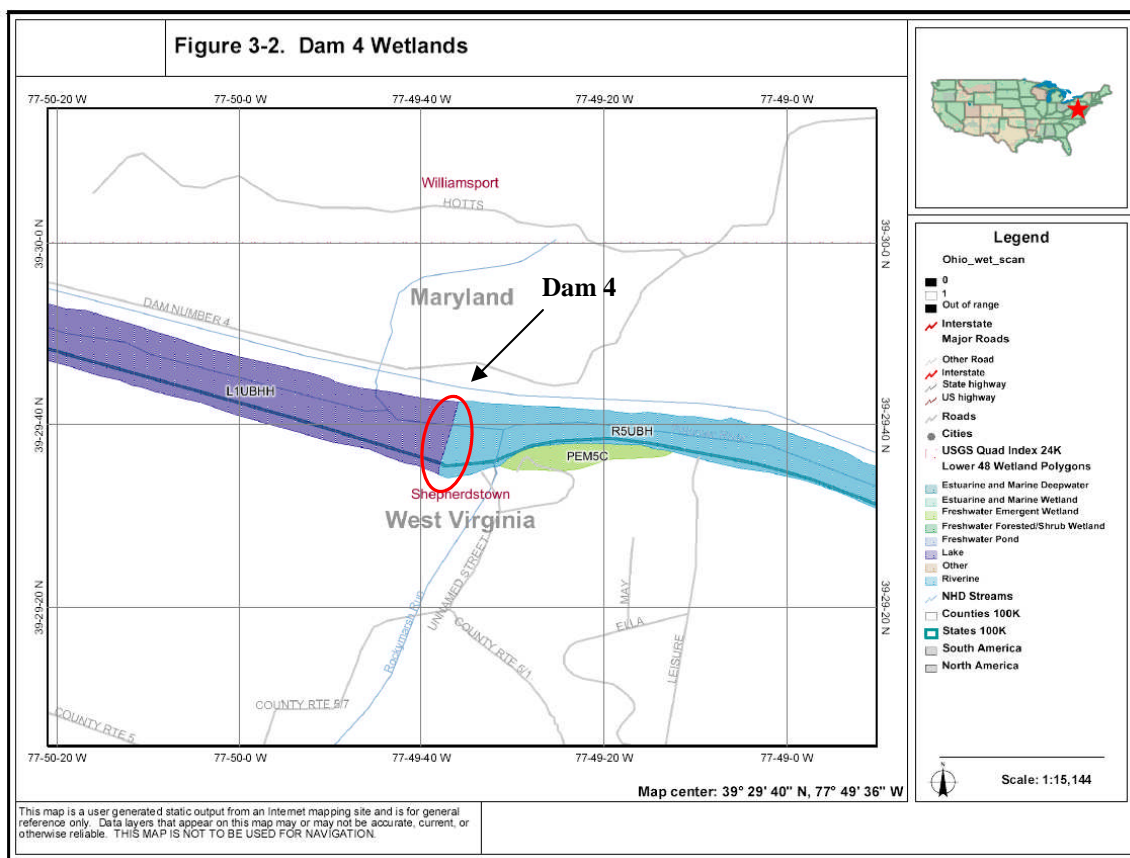 Figure 3-2. Dam 4 Wetlands
77-50-20 W 77-50-0 W 77-49-40 W 77-49-20 W 77-49-0 W
Williamsport
HOTTS
39-30-0 N 39-30-0 N
Maryland
Dam 4
DAM NUMBER 4
L1UBHH
39-29-40 N 39-29-40 N
R5UBH
PEM5C
Shepherdstown
West Virginia
UNNAMED STREET
Rockymarsh Run
39-29-20 N 39-29-20 N
MAY
ELLA
LEISURE
COUNTY RTE 5/1
COUNTY RTE 5/7
COUNTY RTE 5
77-50-20 W 77-50-0 W 77-49-40 W 77-49-20 W 77-49-0 W
Map center: 39° 29' 40" N, 77° 49' 36" W
This map is a user generated static output from an Internet mapping site and is for general
reference only. Data layers that appear on this map may or may not be accurate, current, or
otherwise reliable. THIS MAP IS NOT TO BE USED FOR NAVIGATION.
Legend
Ohio_wet_scan
0
1
Out of range
Interstate
Major Roads
Other Road
Interstate
State highway
US highway
Roads
Cities
USGS Quad Index 24K
Lower 48 Wetland Polygons
Estuarine and Marine Deepwater
Estuarine and Marine Wetland
Freshwater Emergent Wetland
Freshwater Forested/Shrub Wetland
Freshwater Pond
Lake
Other
Riverine
NHD Streams
Counties 100K
States 100K
South America
North America
N
Scale: 1:15,144